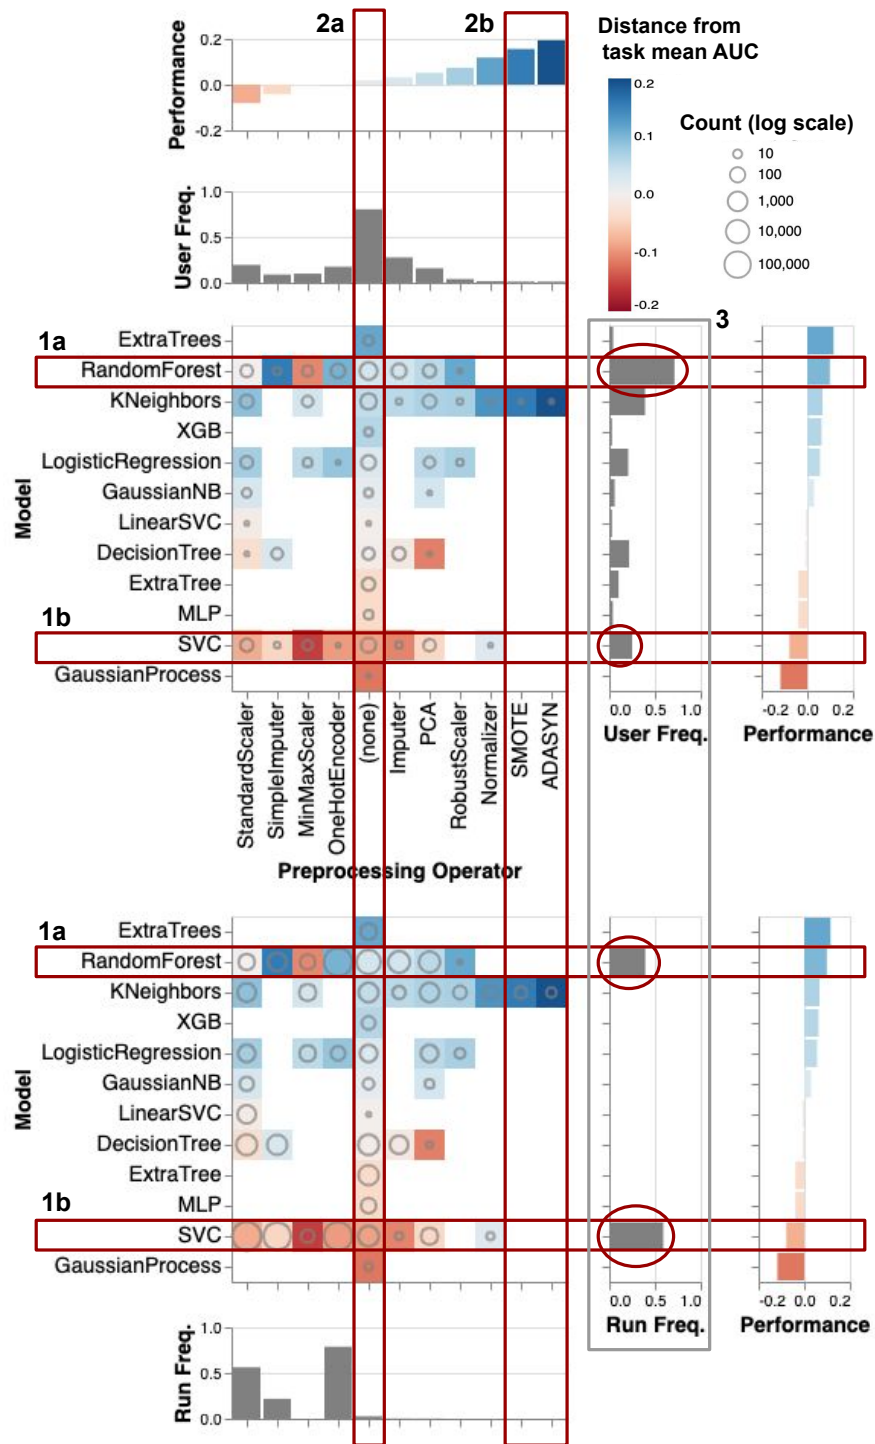 2a
2b
Distance from
task mean AUC
Performance
0.2
0.0
-0.2
0.2
0.1
0.0
-0.1
-0.2
Count (log scale)
10
100
1,000
10,000
100,000
User Freq.
1.0
0.5
0.0
3
1a
1b
Model
ExtraTrees
RandomForest
KNeighbors
XGB
LogisticRegression
GaussianNB
LinearSVC
DecisionTree
ExtraTree
MLP
SVC
GaussianProcess
StandardScaler
SimpleImputer
MinMaxScaler
OneHotEncoder
(none)
Imputer
PCA
RobustScaler
Normalizer
SMOTE
ADASYN
Preprocessing Operator
0.0 0.5 1.0
User Freq.
-0.2 0.0 0.2
Performance
1a
1b
Model
ExtraTrees
RandomForest
KNeighbors
XGB
LogisticRegression
GaussianNB
LinearSVC
DecisionTree
ExtraTree
MLP
SVC
GaussianProcess
0.0 0.5 1.0
Run Freq.
-0.2 0.0 0.2
Performance
Run Freq.
1.0
0.5
0.0